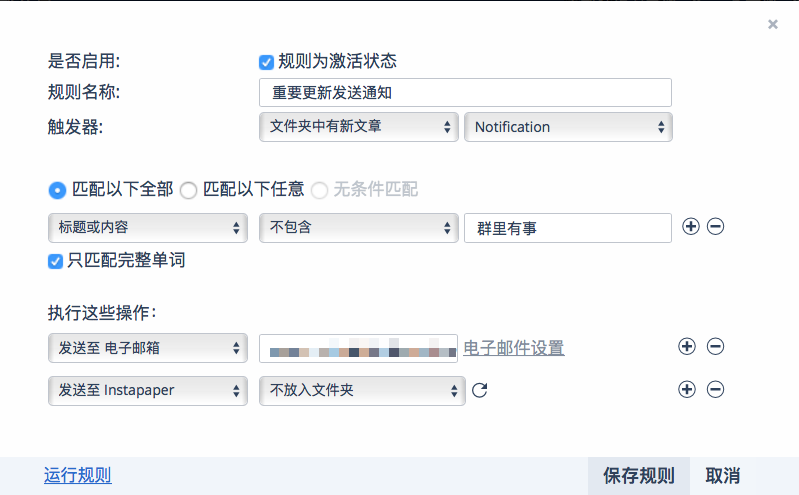 是否启用: 规则为激活状态
规则名称: 重要更新发送通知
触发器: 文件夹中有新文章 Notification
匹配以下全部 匹配以下任意 无条件匹配
标题或内容 不包含 群里有事
只匹配完整单词
执行这些操作:
发送至 电子邮箱 电子邮件设置
发送至 Instapaper 不放入文件夹
运行规则 保存规则 取消